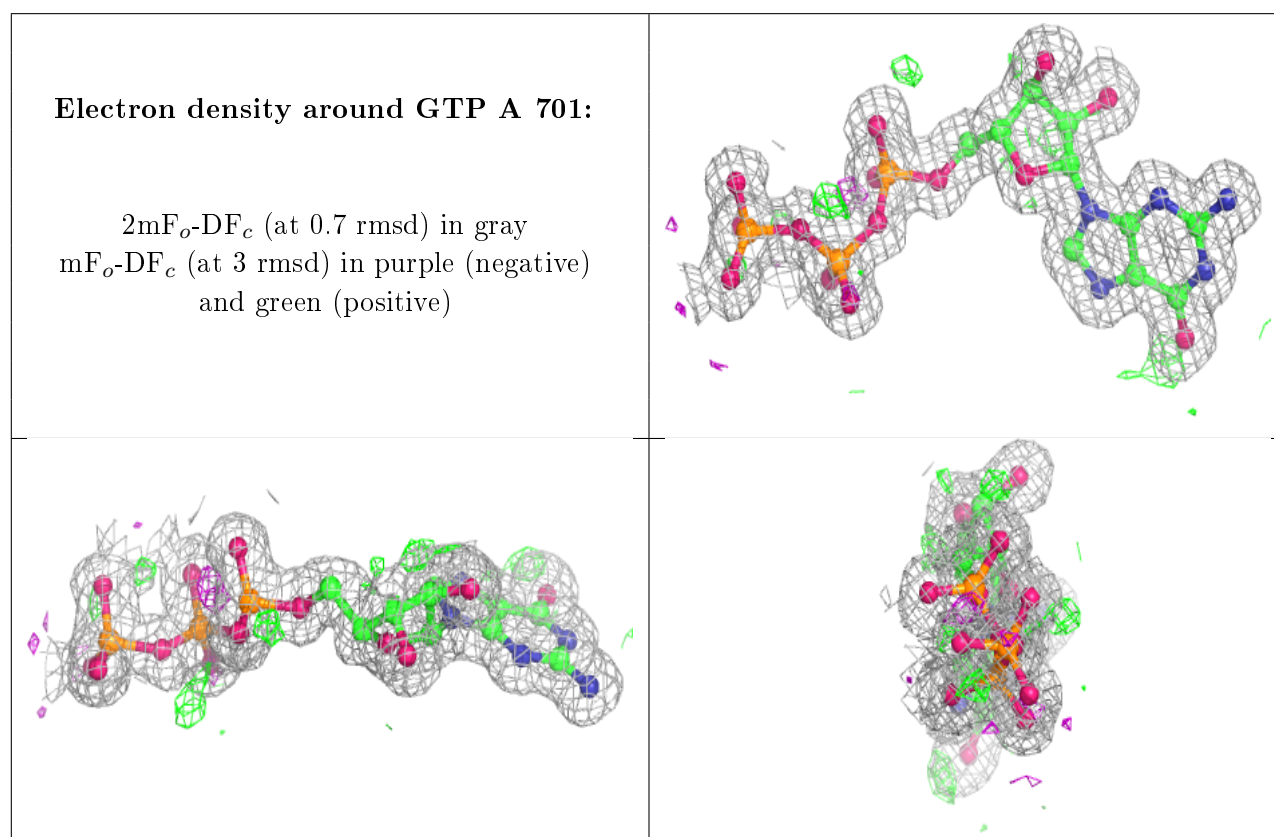 Electron density around GTP A 701:
2mFₒ-DF𝒸 (at 0.7 rmsd) in gray
mFₒ-DF𝒸 (at 3 rmsd) in purple (negative)
and green (positive)